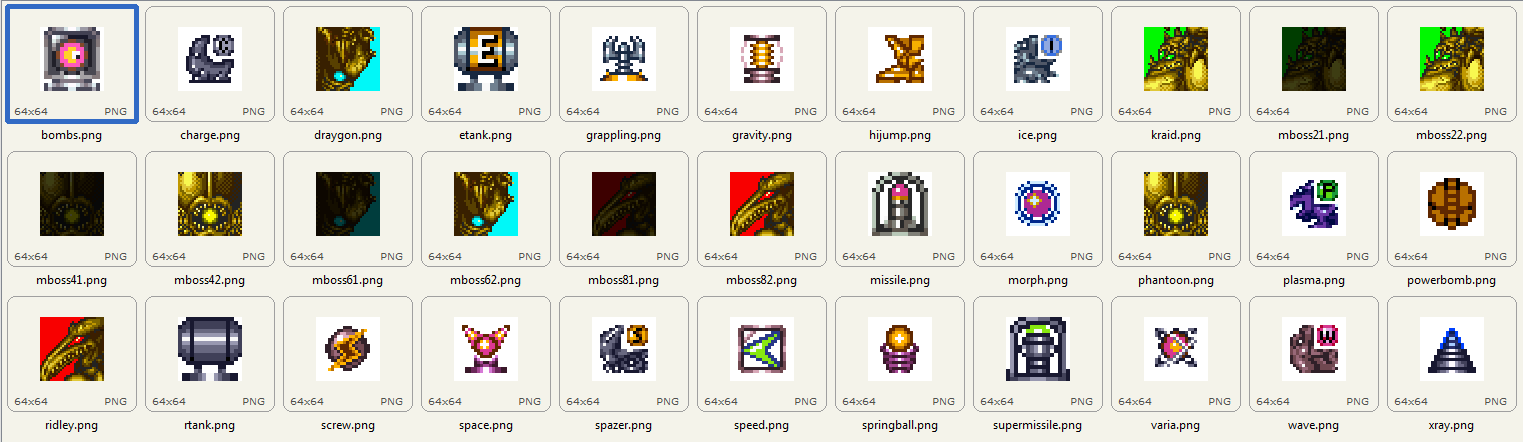 64x64 PNG 64x64 PNG 64x64 PNG 64x64 PNG 64x64 PNG 64x64 PNG 64x64 PNG 64x64 PNG 64x64 PNG 64x64 PNG 64x64 PNG
bombs.png charge.png draygon.png etank.png grappling.png gravity.png hijump.png ice.png kraid.png mboss21.png mboss22.png
64x64 PNG 64x64 PNG 64x64 PNG 64x64 PNG 64x64 PNG 64x64 PNG 64x64 PNG 64x64 PNG 64x64 PNG 64x64 PNG 64x64 PNG
mboss41.png mboss42.png mboss61.png mboss62.png mboss81.png mboss82.png missile.png morph.png phantoon.png plasma.png powerbomb.png
64x64 PNG 64x64 PNG 64x64 PNG 64x64 PNG 64x64 PNG 64x64 PNG 64x64 PNG 64x64 PNG 64x64 PNG 64x64 PNG 64x64 PNG
ridley.png rtank.png screw.png space.png spazer.png speed.png springball.png supermissile.png varia.png wave.png xray.png